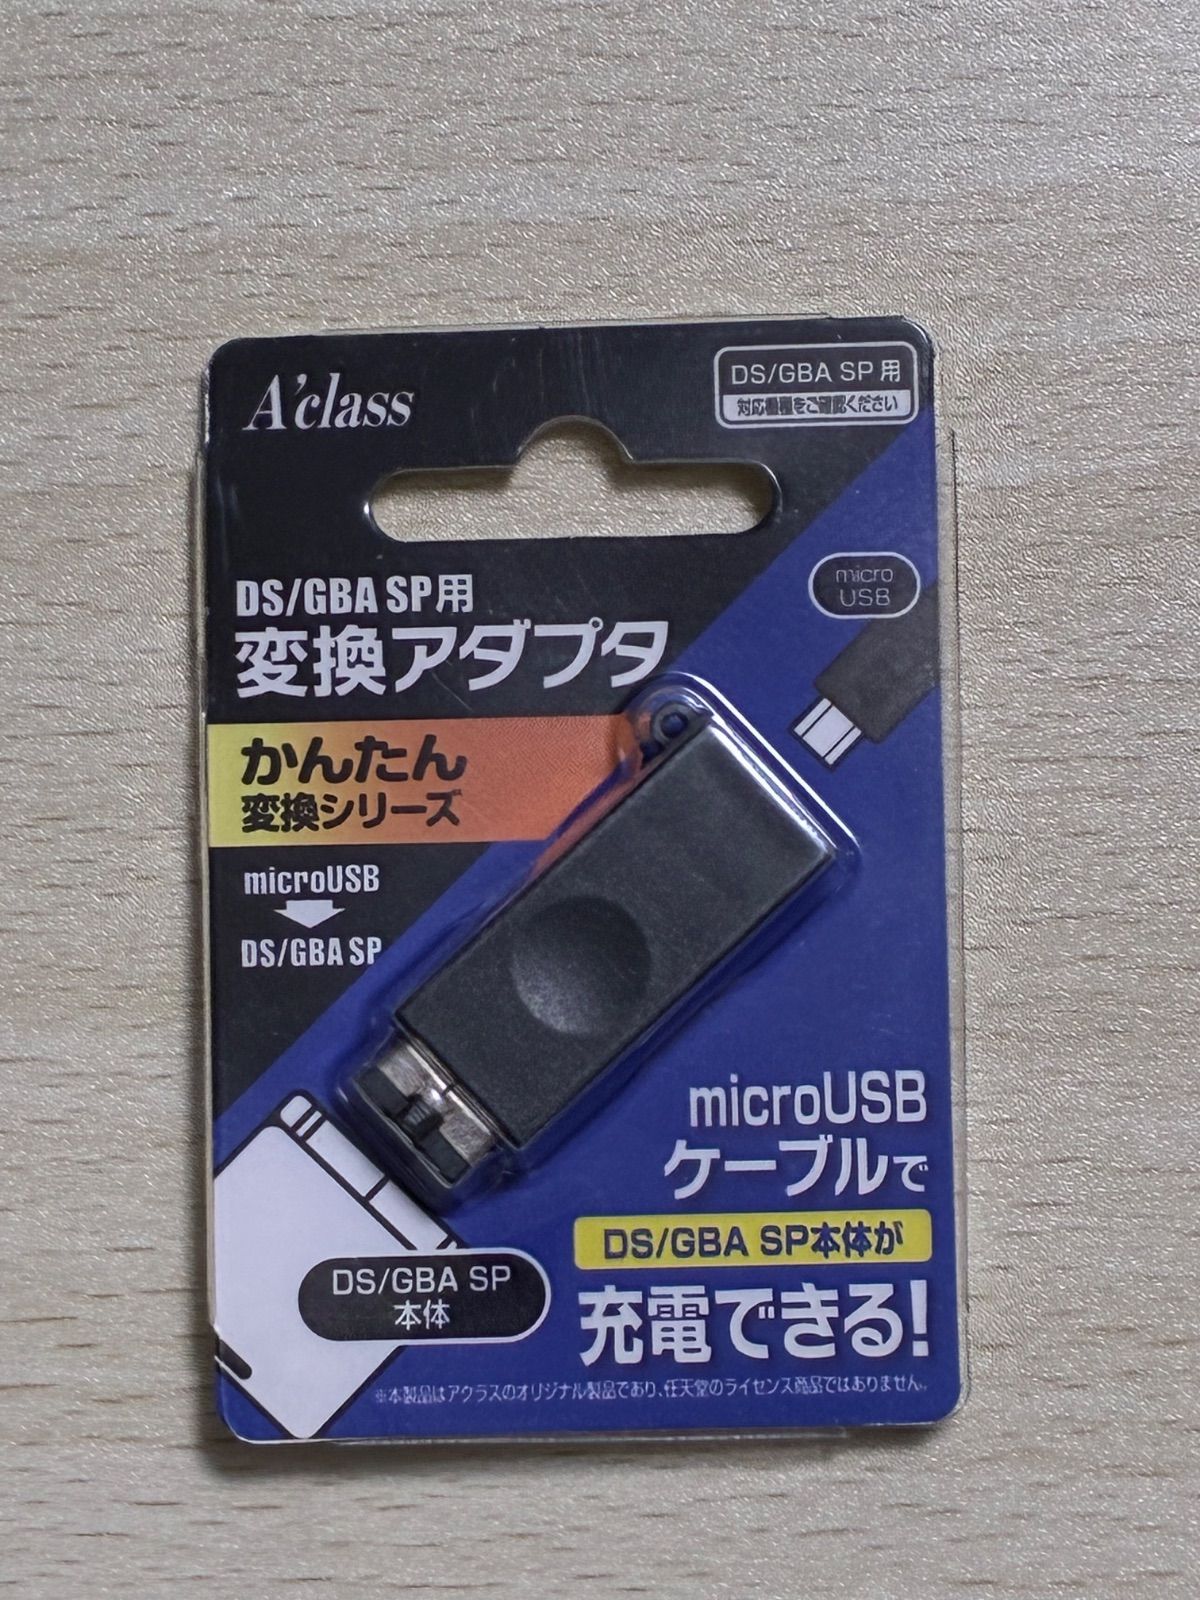 A'class
DS/GBA SP用
対応機種をご確認ください
micro
USB
DS/GBA SP用
変換アダプタ
かんたん
変換シリーズ
microUSB
DS/GBA SP
microUSB
ケーブルで
DS/GBA SP本体が
充電できる!
DS/GBA SP
本体
※本製品はアクラスのオリジナル製品であり、任天堂のライセンス商品ではありません。